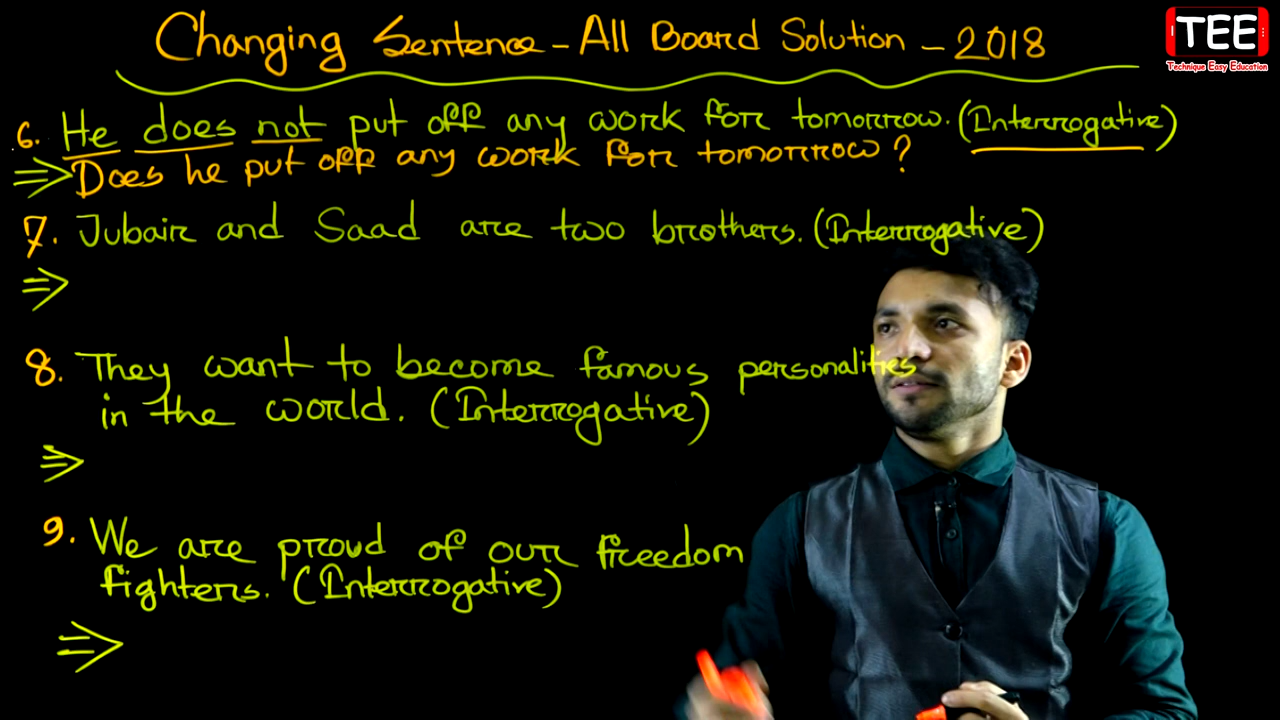 Changing Sentence - All Board Solution - 2018
TEE
Technique Easy Education
6. He does not put off any work for tomorrow. (Interrogative)
⇒ Does he put off any work for tomorrow?
7. Jubair and Saad are two brothers. (Interrogative)
⇒
8. They want to become famous personalities
in the world. (Interrogative)
⇒
9. We are proud of our freedom
fighters. (Interrogative)
⇒